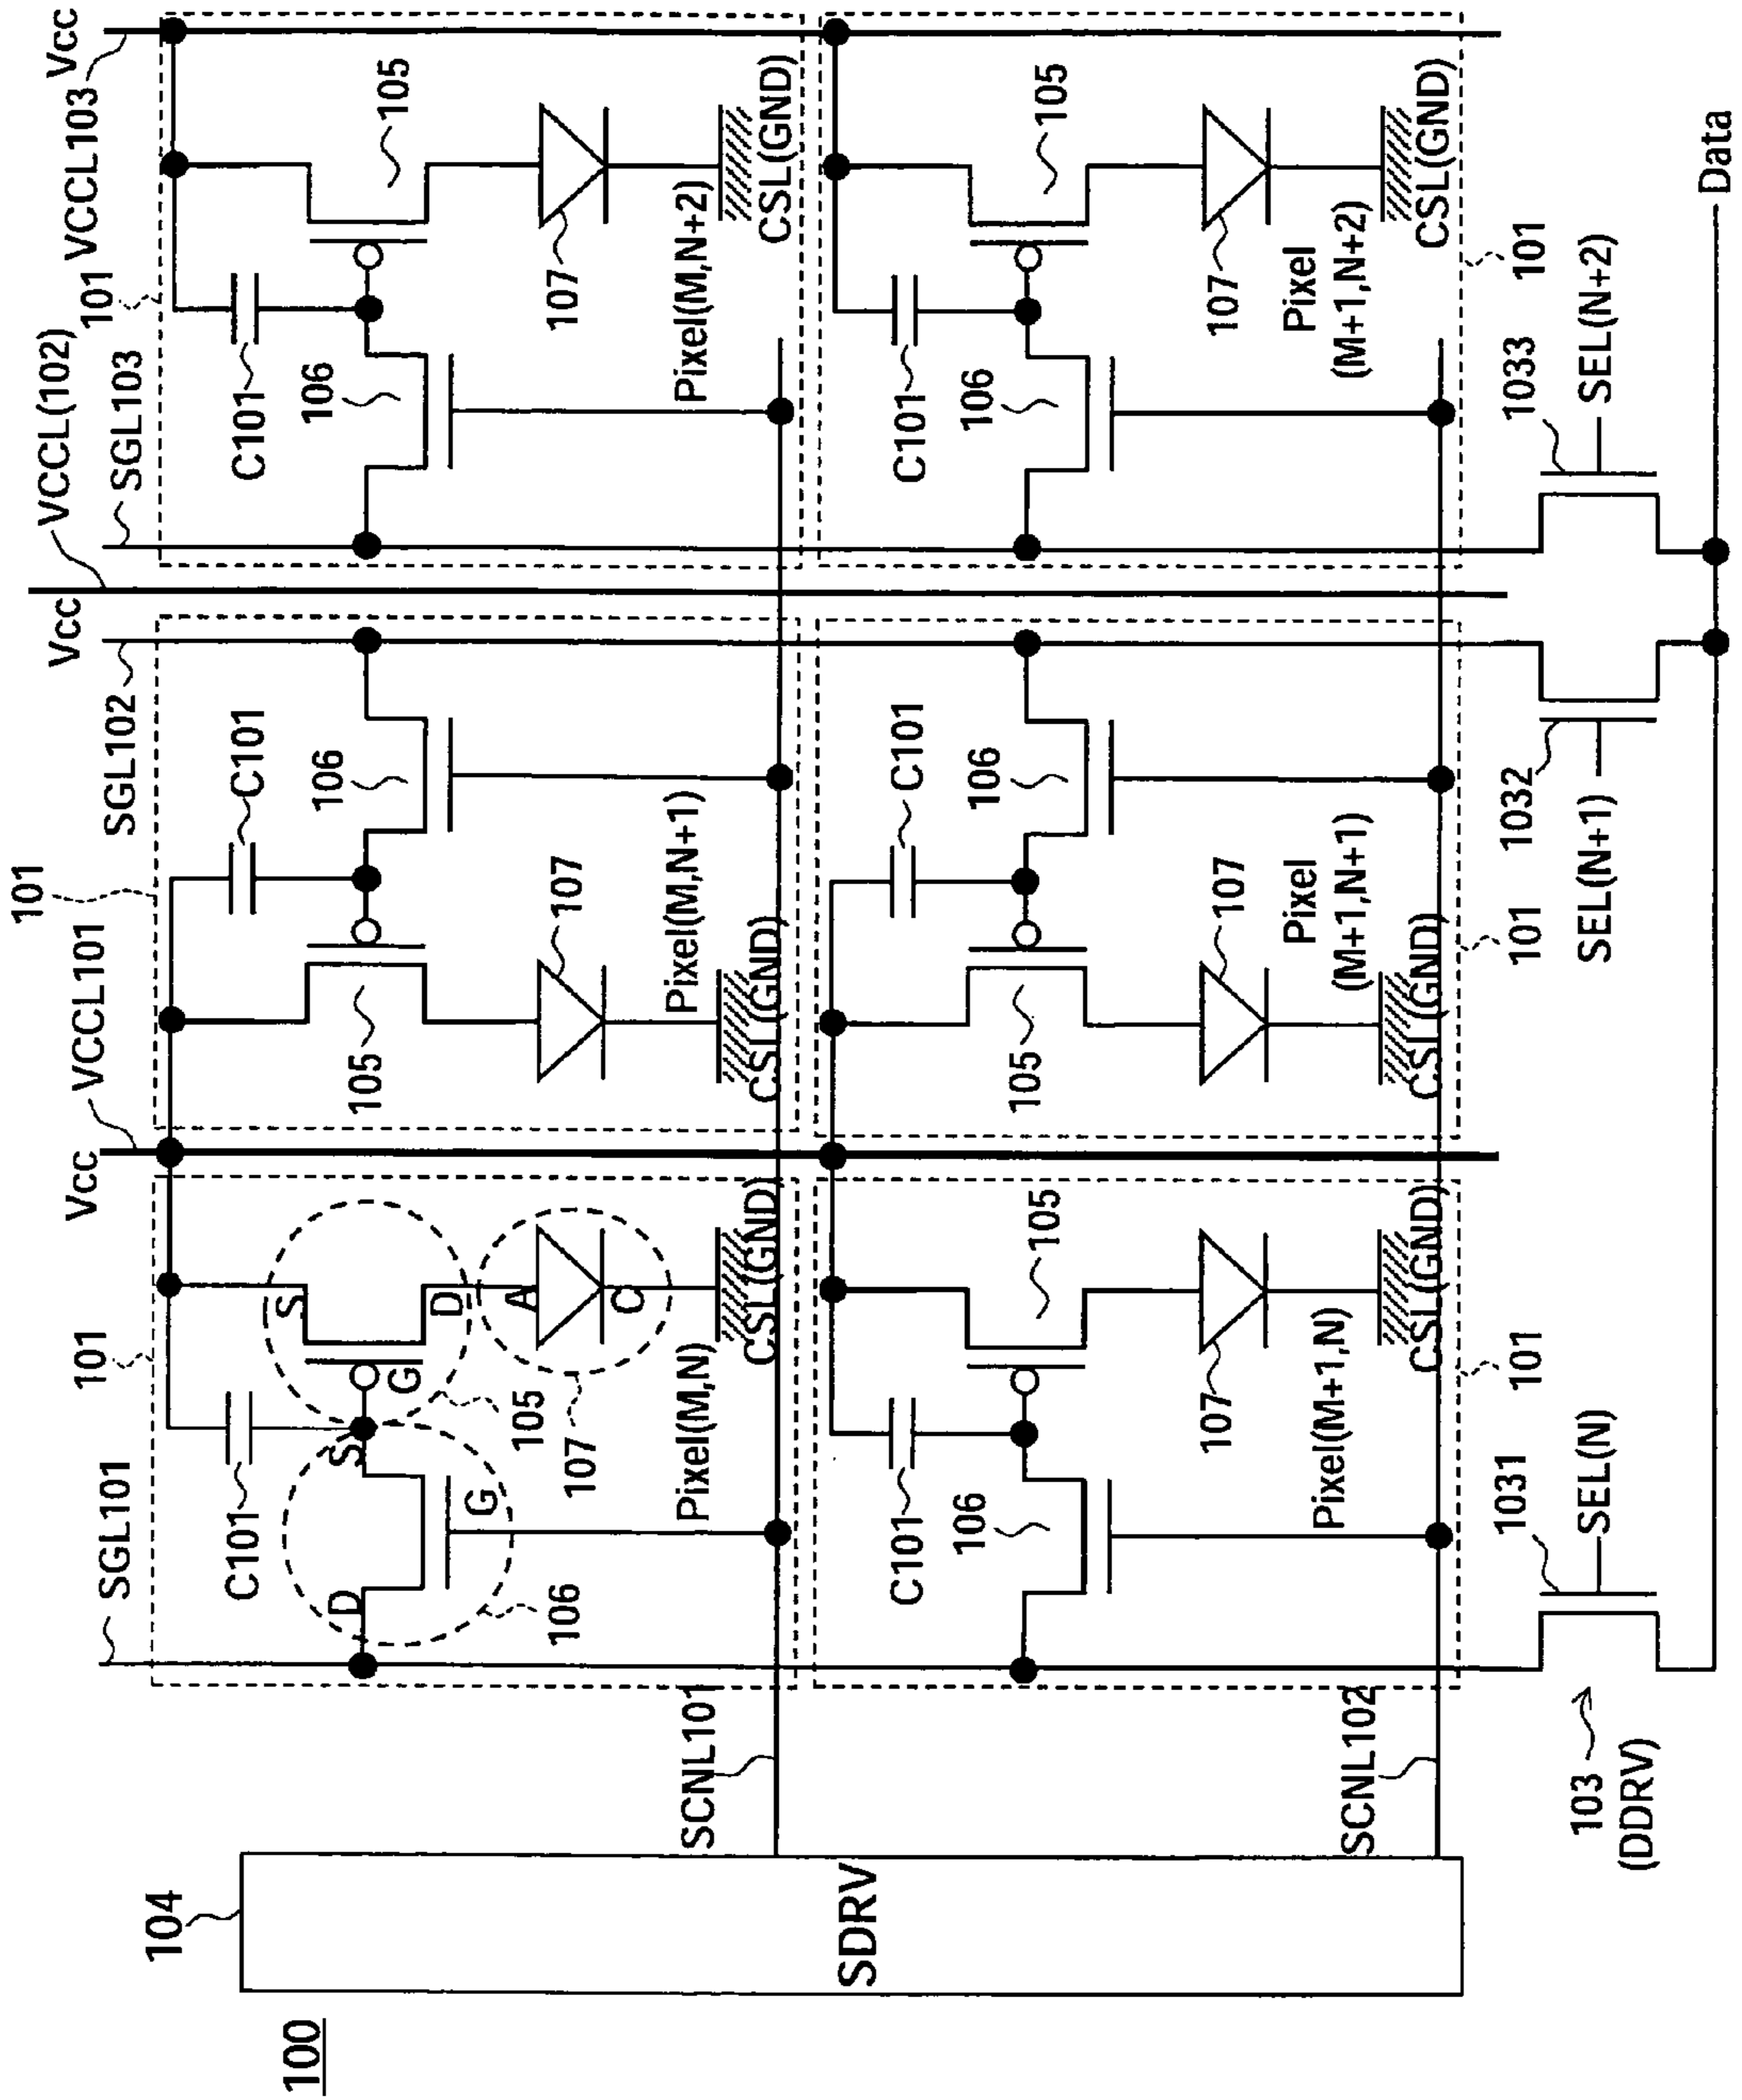 100
104
SDRV
SGL101
101
Vcc
VCCL101
101
SGL102
Vcc
VCCL(102)
SGL103
101
VCCL103
Vcc
C101
S
D
G
S
D
G
A
C
105
106
107
Pixel(M,N)
CSL(GND)
C101
105
106
107
Pixel(M,N+1)
CSL(GND)
C101
105
106
107
Pixel(M,N+2)
CSL(GND)
SCNL101
C101
105
106
107
Pixel(M+1,N)
CSL(GND)
101
C101
105
106
107
Pixel
(M+1,N+1)
CSL(GND)
101
C101
105
106
107
Pixel
(M+1,N+2)
CSL(GND)
101
SCNL102
103
(DDRV)
1031
SEL(N)
1032
SEL(N+1)
1033
SEL(N+2)
Data